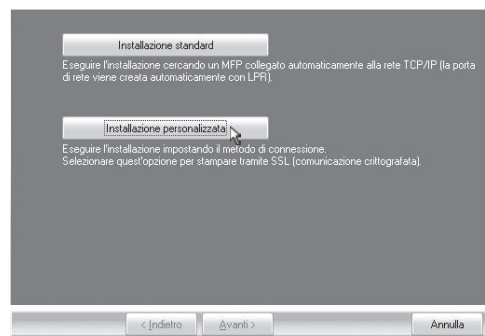 Installazione standard
Eseguire l'installazione cercando un MFP collegato automaticamente alla rete TCP/IP (la porta
di rete viene creata automaticamente con LPR).
Installazione personalizzata
Eseguire l'installazione impostando il metodo di connessione.
Selezionare quest'opzione per stampare tramite SSL (comunicazione crittografata).
< Indietro
Avanti >
Annulla